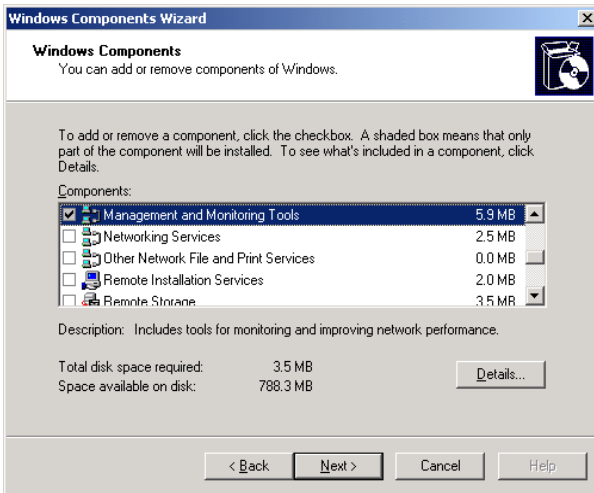 Windows Components Wizard
Windows Components
You can add or remove components of Windows.
To add or remove a component, click the checkbox. A shaded box means that only
part of the component will be installed. To see what's included in a component, click
Details.
Components:
Management and Monitoring Tools 5.9 MB
Networking Services 2.5 MB
Other Network File and Print Services 0.0 MB
Remote Installation Services 2.0 MB
Remote Storage 3.5 MB
Description: Includes tools for monitoring and improving network performance.
Total disk space required: 3.5 MB
Space available on disk: 788.3 MB
Details...
< Back Next > Cancel Help